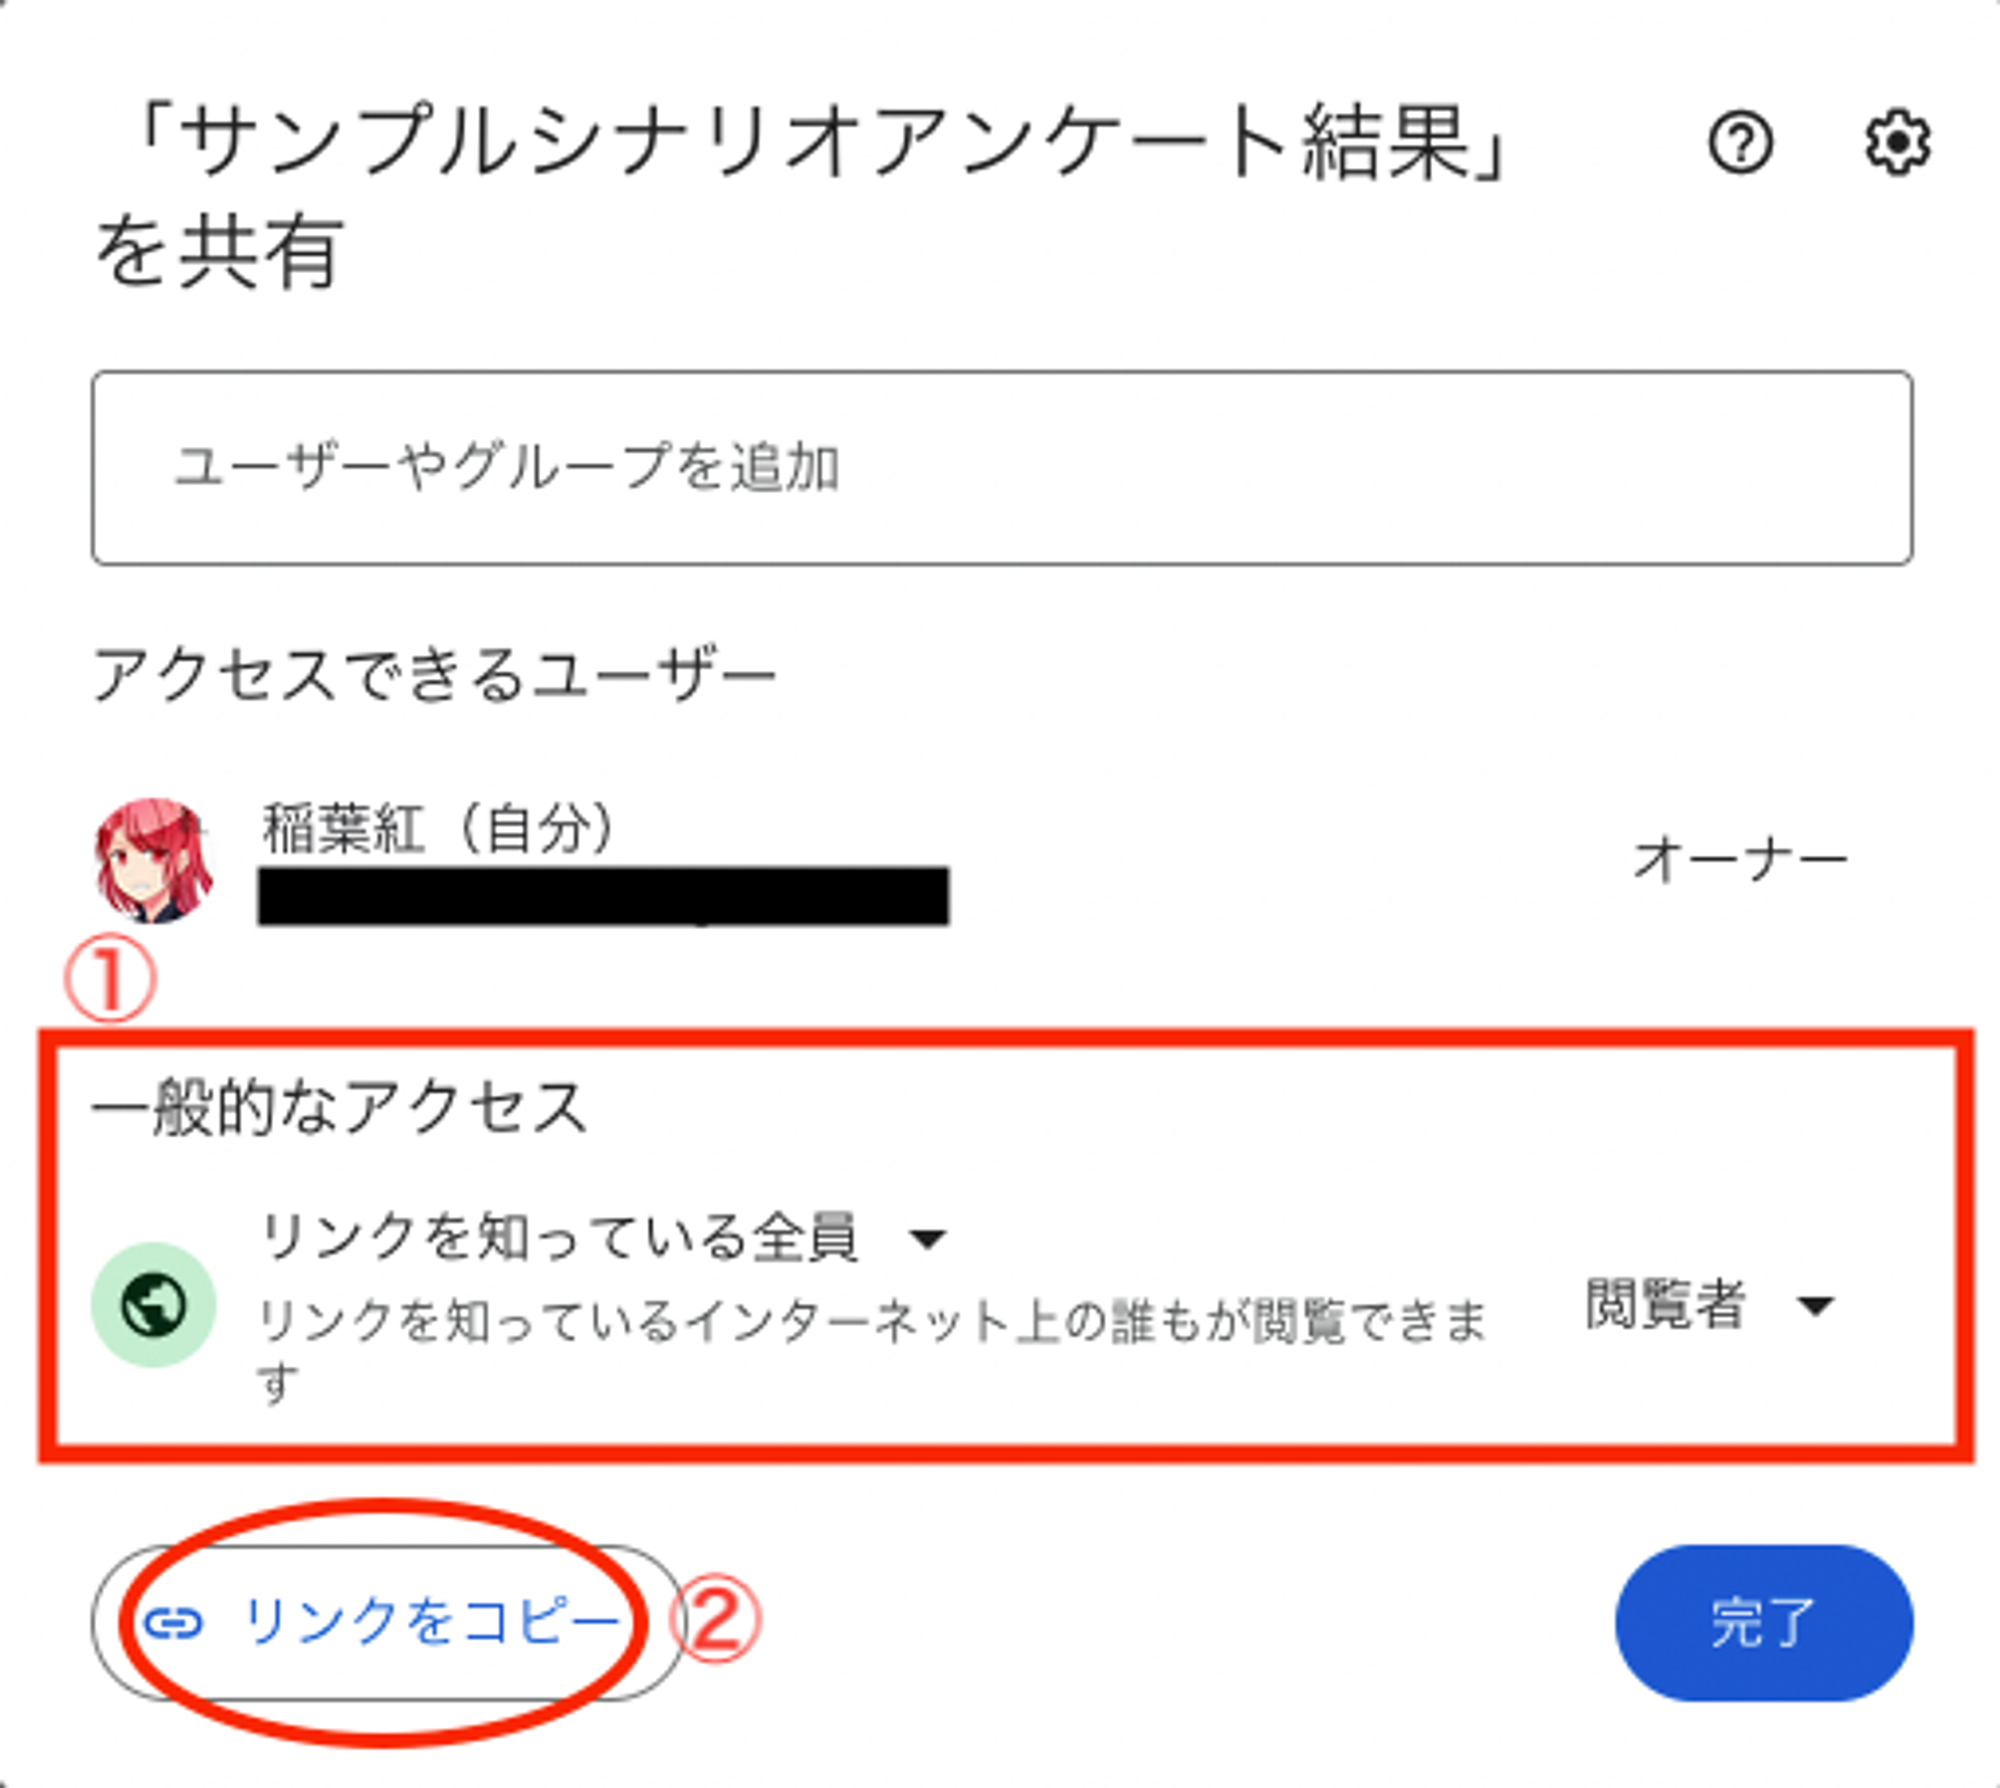 「サンプルシナリオアンケート結果」
を共有
ユーザーやグループを追加
アクセスできるユーザー
稲葉紅（自分）
オーナー
①
一般的なアクセス
リンクを知っている全員
リンクを知っているインターネット上の誰もが閲覧できま
す
閲覧者
リンクをコピー
②
完了